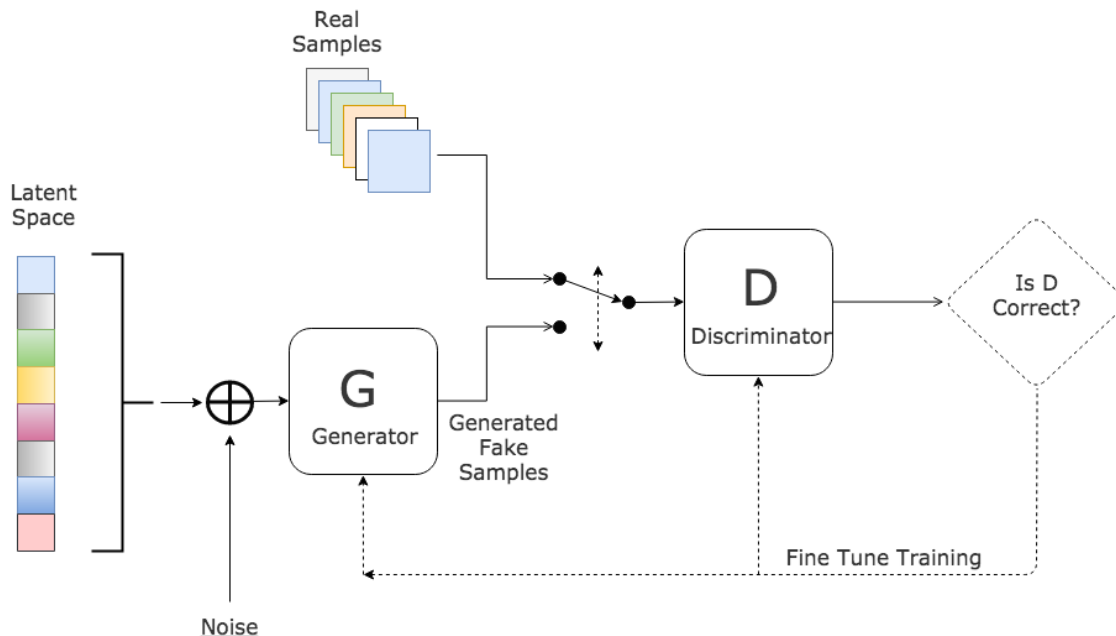 Real
Samples
Latent
Space
Is D
Correct?
D
Discriminator
G
Generator
Generated
Fake
Samples
Fine Tune Training
Noise